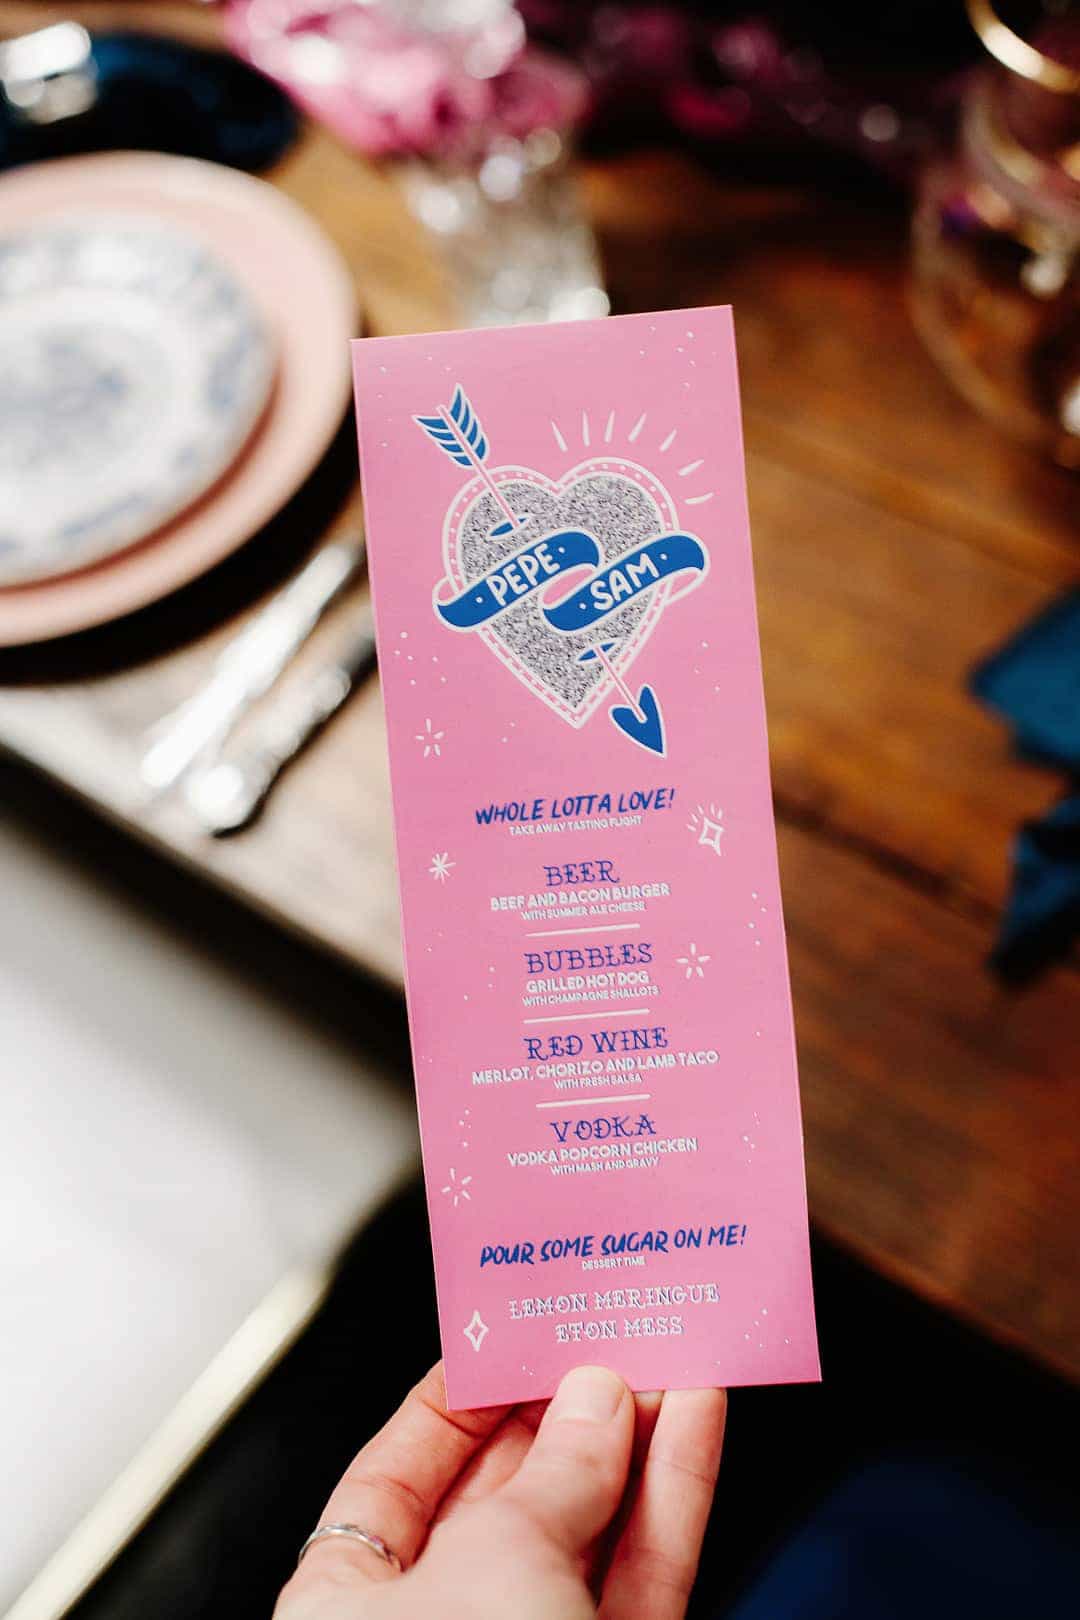 PEPE
SAM
WHOLE LOTTA LOVE!
TAKE AWAY TASTING FLIGHT
BEER
BEEF AND BACON BURGER
WITH SUMMER ALE CHEESE
BUBBLES
GRILLED HOT DOG
WITH CHAMPAGNE SHALLOTS
RED WINE
MERLOT, CHORIZO AND LAMB TACO
WITH FRESH SALSA
VODKA
VODKA POPCORN CHICKEN
WITH MASH AND GRAVY
POUR SOME SUGAR ON ME!
DESSERT TIME
LEMON MERINGUE
ETON MESS